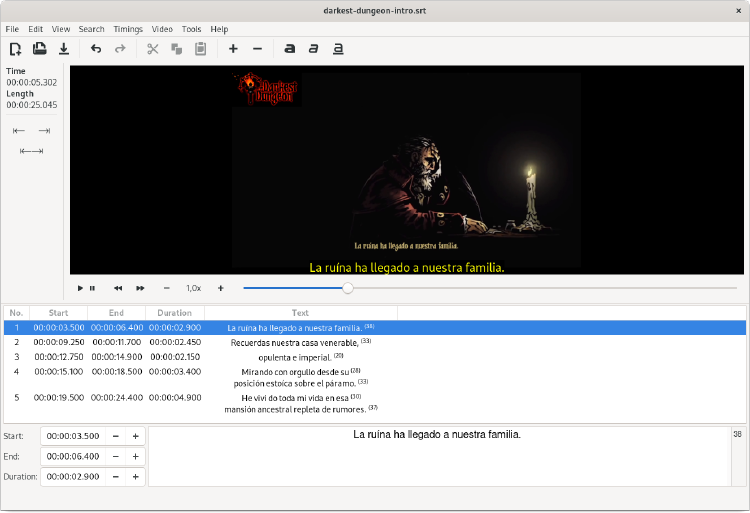 darkest-dungeon-intro.srt
File Edit View Search Timings Video Tools Help
a a a
Time
00:00:05.302
Length
00:00:25.045
Darkest
Dungeon
La ruína ha llegado a nuestra familia.
La ruína ha llegado a nuestra familia.
1,0x
No. Start End Duration Text
1 00:00:03.500 00:00:06.400 00:00:02.900 La ruína ha llegado a nuestra familia. (38)
2 00:00:09.250 00:00:11.700 00:00:02.450 Recuerdas nuestra casa venerable, (33)
3 00:00:12.750 00:00:14.900 00:00:02.150 opulenta e imperial. (20)
4 00:00:15.100 00:00:18.500 00:00:03.400 Mirando con orgullo desde su (28)
posición estoíca sobre el páramo. (33)
5 00:00:19.500 00:00:24.400 00:00:04.900 He vivi do toda mi vida en esa (30)
mansión ancestral repleta de rumores. (37)
Start: 00:00:03.500
End: 00:00:06.400
Duration: 00:00:02.900
La ruína ha llegado a nuestra familia.
38